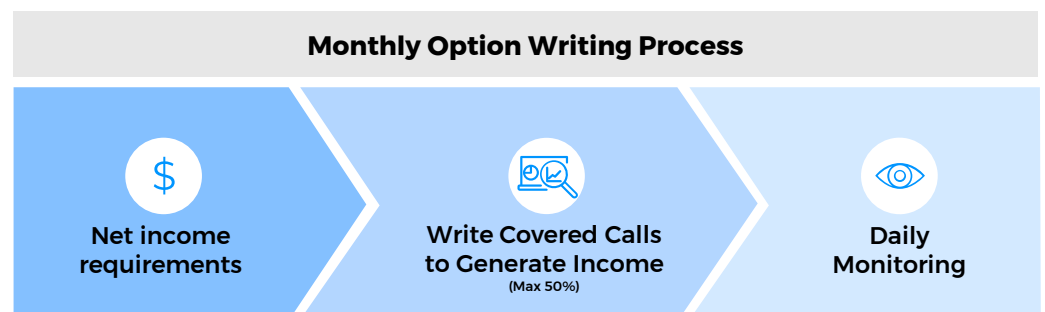 Monthly Option Writing Process
$
Net income
requirements
Write Covered Calls
to Generate Income
(Max 50%)
Daily
Monitoring